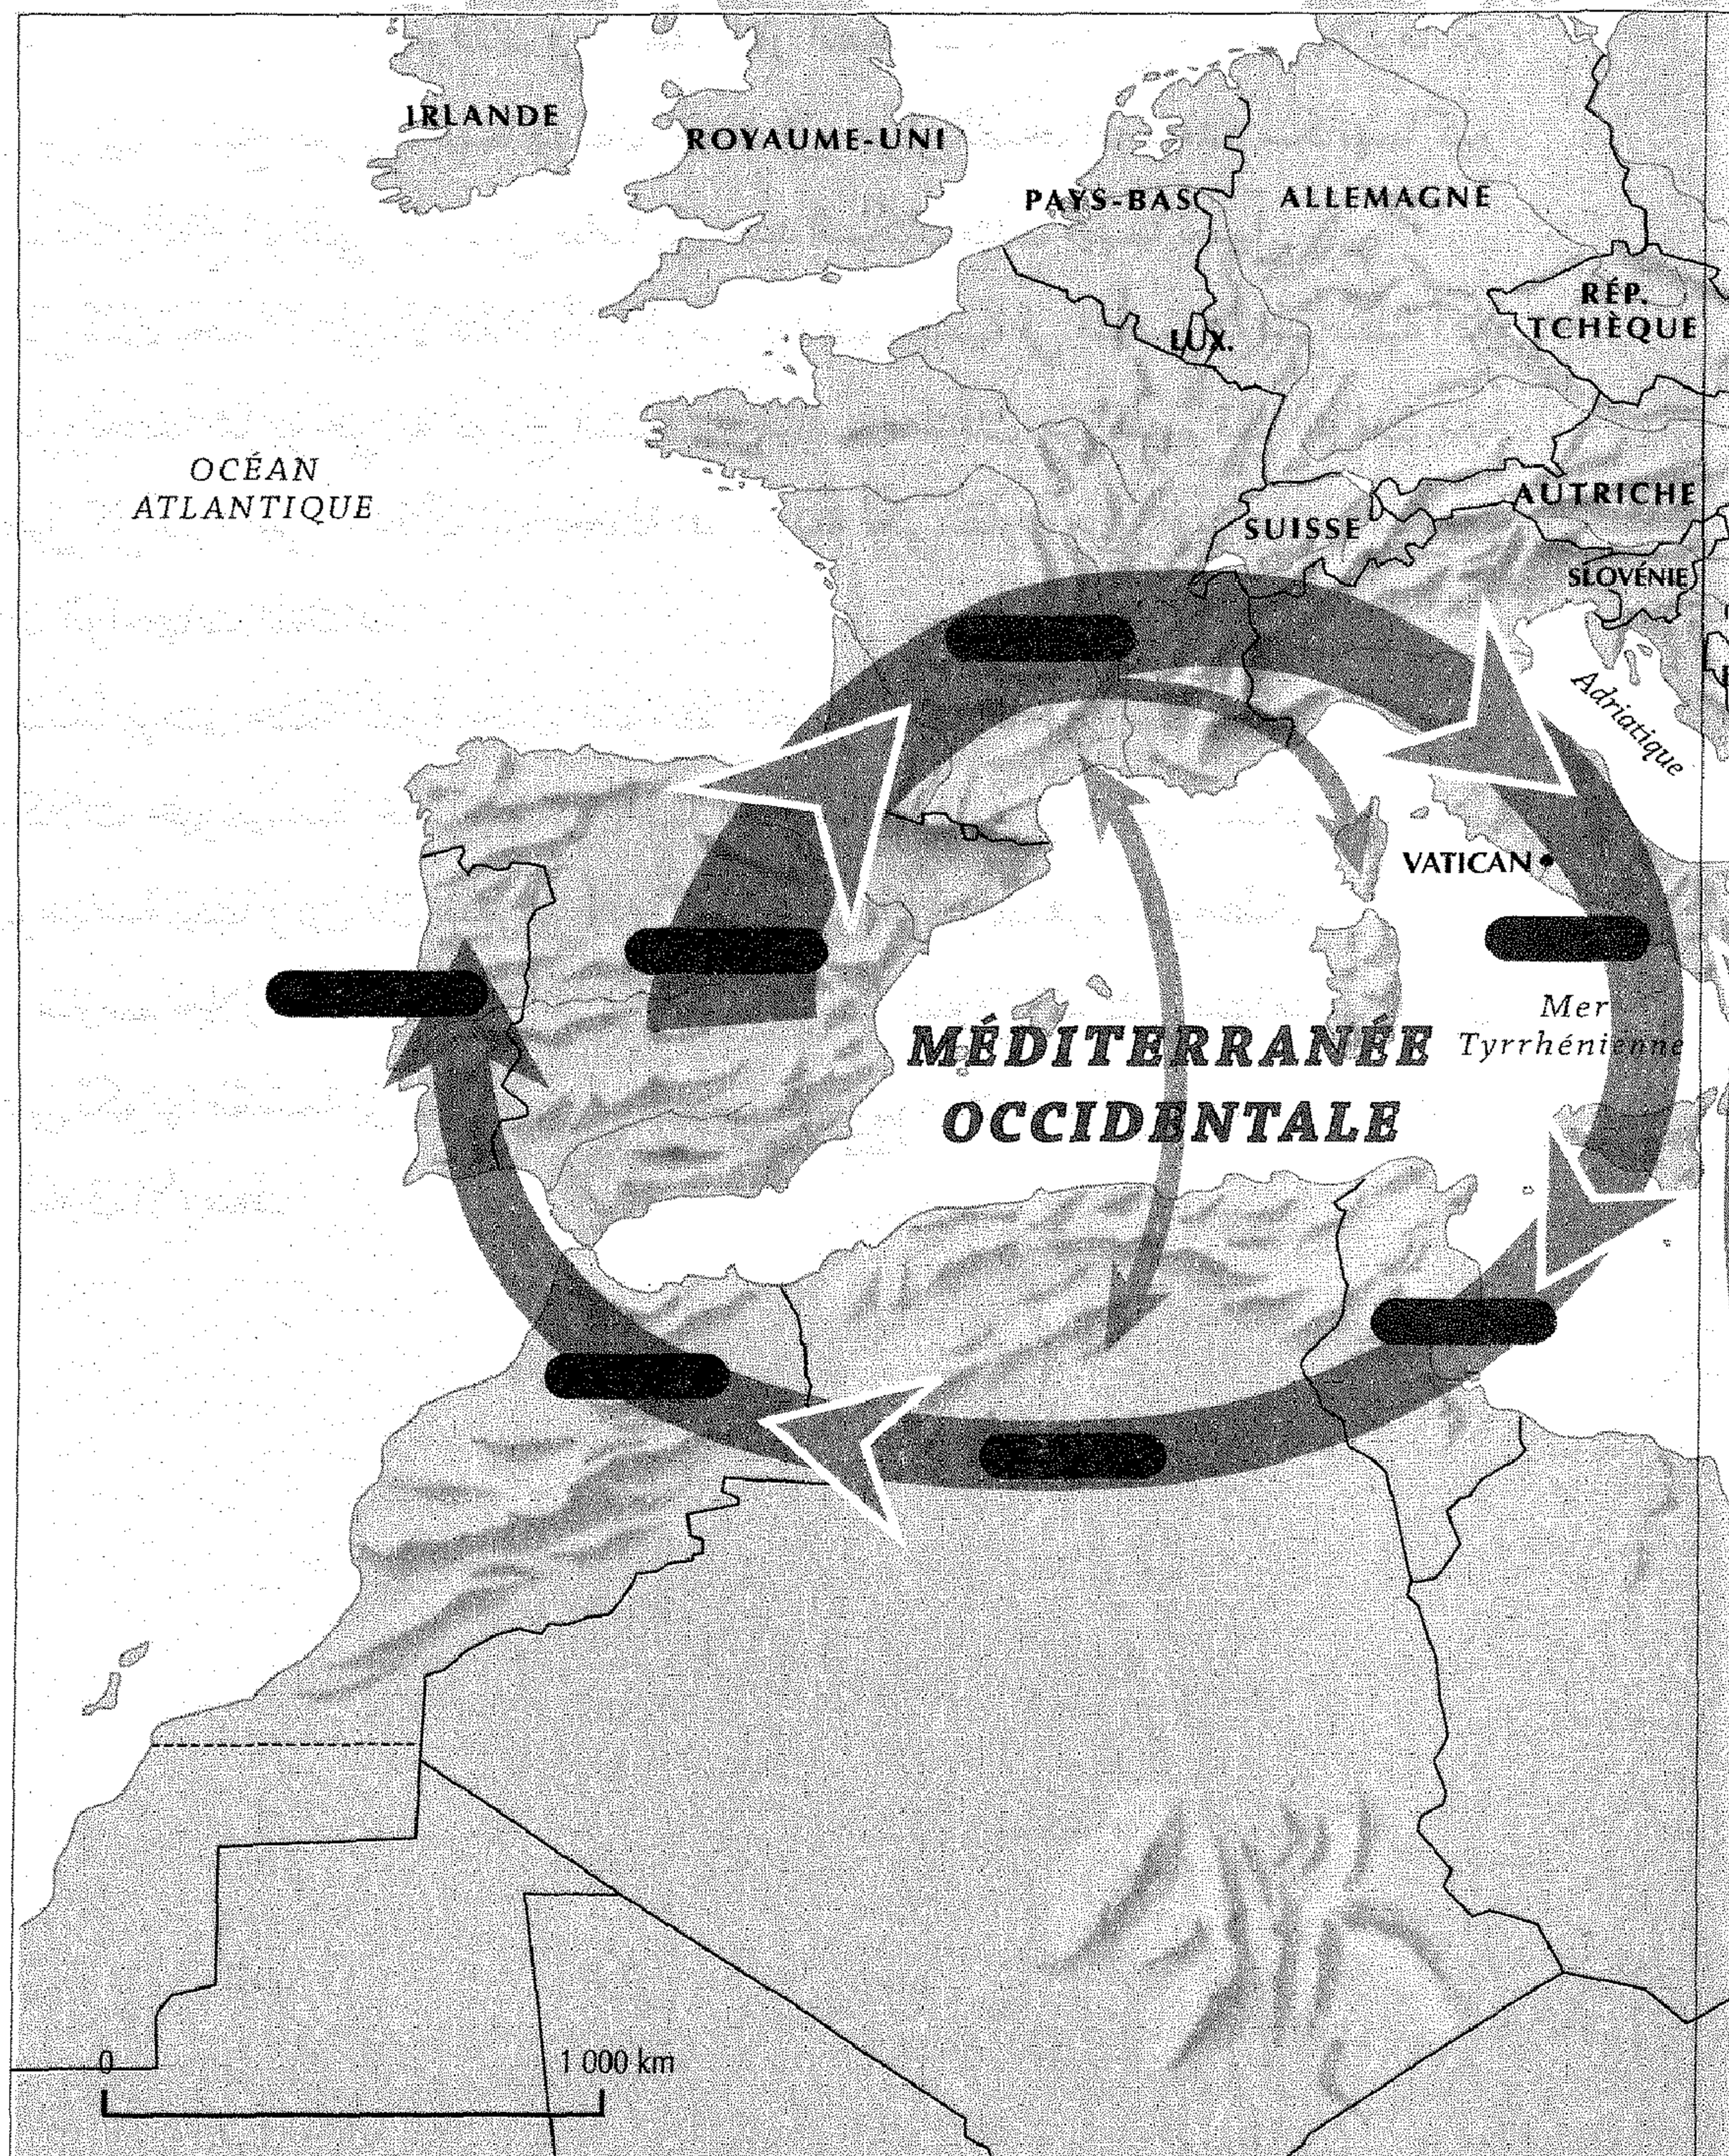 IRLANDE
ROYAUME-UNI
PAYS-BAS
ALLEMAGNE
RÉP.
TCHÈQUE
LUX.
OCÉAN
ATLANTIQUE
AUTRICHE
SUISSE
SLOVÉNIE
Adriatique
VATICAN
Mer
Tyrrhénienne
MÉDITERRANÉE
OCCIDENTALE
0
1 000 km